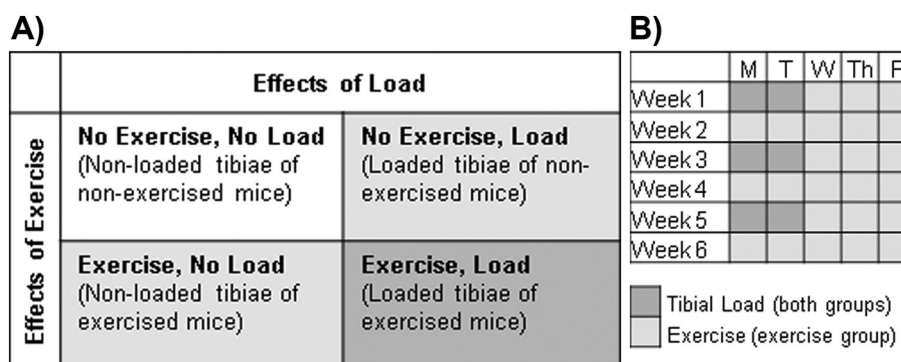 A)
Effects of Load
Effects of Exercise
No Exercise, No Load
(Non-loaded tibiae of
non-exercised mice)
No Exercise, Load
(Loaded tibiae of non-
exercised mice)
Exercise, No Load
(Non-loaded tibiae of
exercised mice)
Exercise, Load
(Loaded tibiae of
exercised mice)
B)
M T W Th F
Week 1
Week 2
Week 3
Week 4
Week 5
Week 6
Tibial Load (both groups)
Exercise (exercise group)